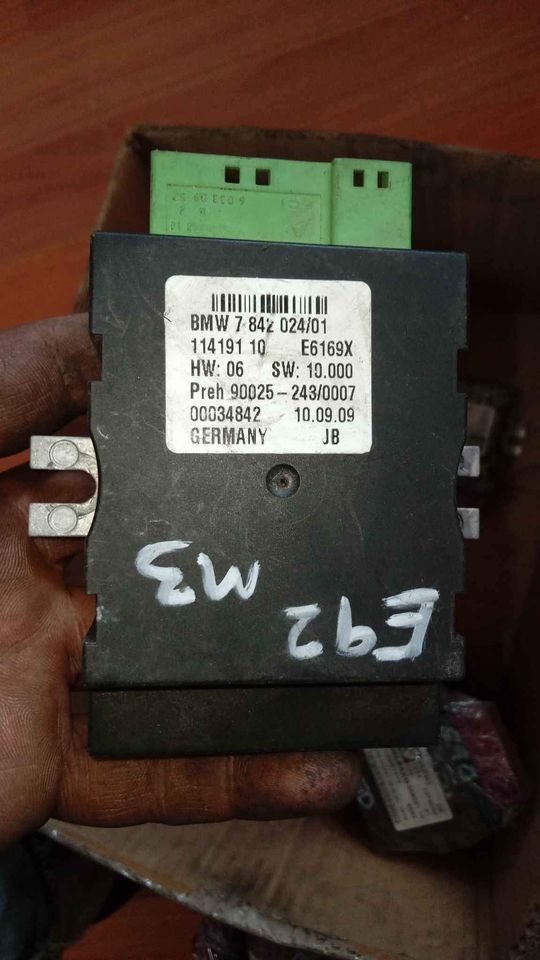 BMW 7 842 024/01
114191 10 E6169X
HW: 06 SW: 10.000
Preh 90025-243/0007
00034842 10.09.09
GERMANY JB
E92
M3